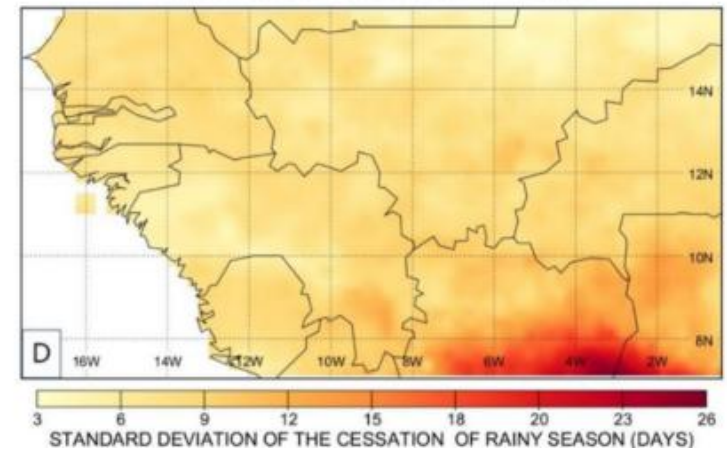 14N
12N
10N
8N
D
16W 14W 12W 10W 8W 6W 4W 2W
3 6 9 12 15 18 20 23 26
STANDARD DEVIATION OF THE CESSATION OF RAINY SEASON (DAYS)